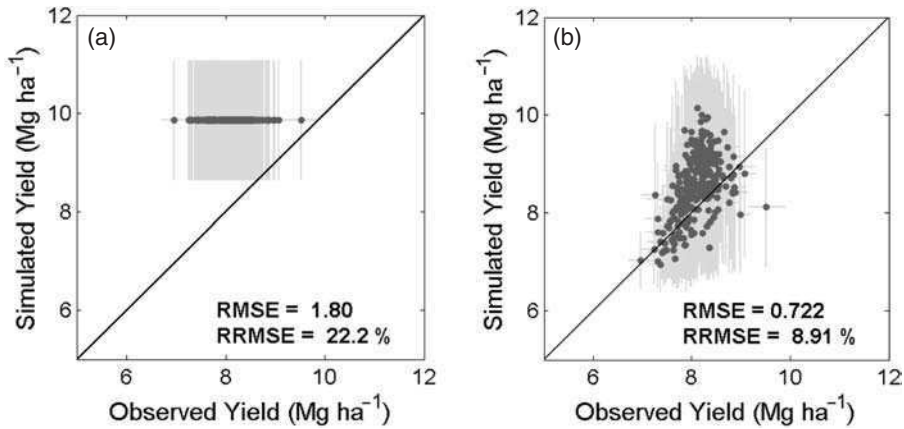 (a)
12
10
8
6
Simulated Yield (Mg ha⁻¹)
RMSE = 1.80
RRMSE = 22.2 %
6 8 10 12
Observed Yield (Mg ha⁻¹)
(b)
12
10
8
6
Simulated Yield (Mg ha⁻¹)
RMSE = 0.722
RRMSE = 8.91 %
6 8 10 12
Observed Yield (Mg ha⁻¹)